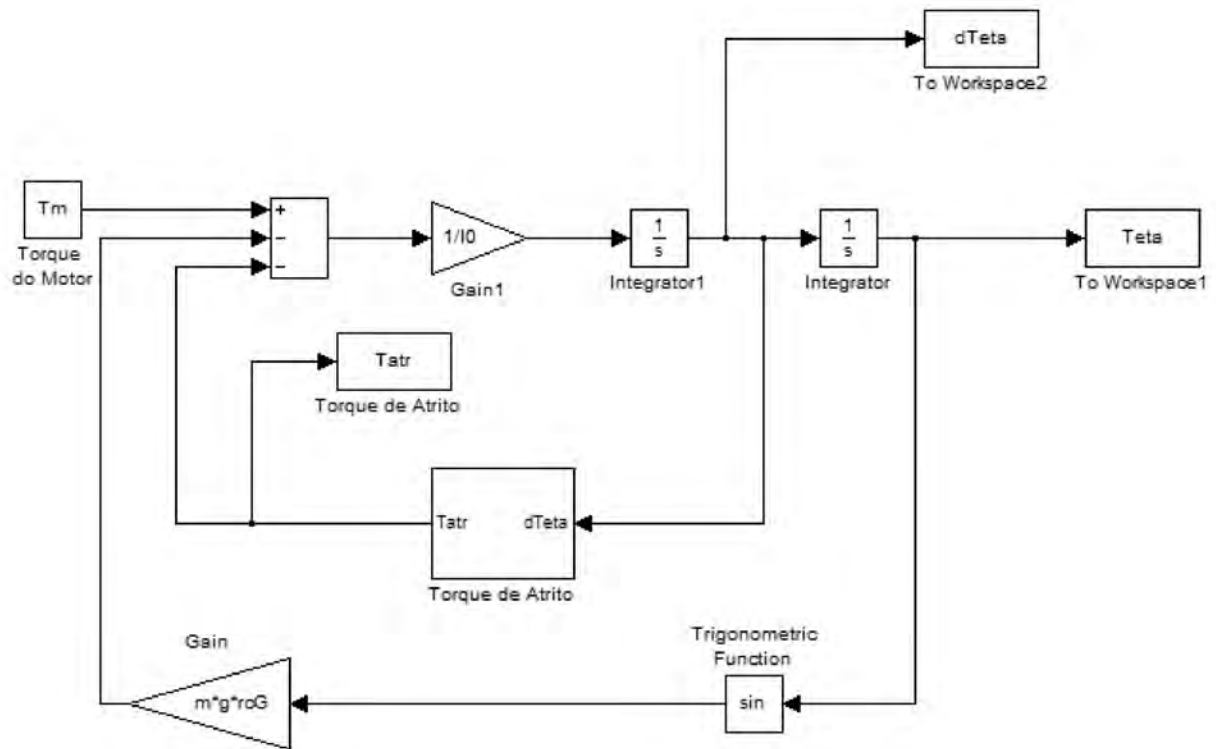 dTeta
To Workspace2
Tm
Torque
do Motor
+
−
−
1/I0
Gain1
1
s
Integrator1
1
s
Integrator
Teta
To Workspace1
Tatr
Torque de Atrito
Tatr
dTeta
Torque de Atrito
Gain
m*g*roG
Trigonometric
Function
sin